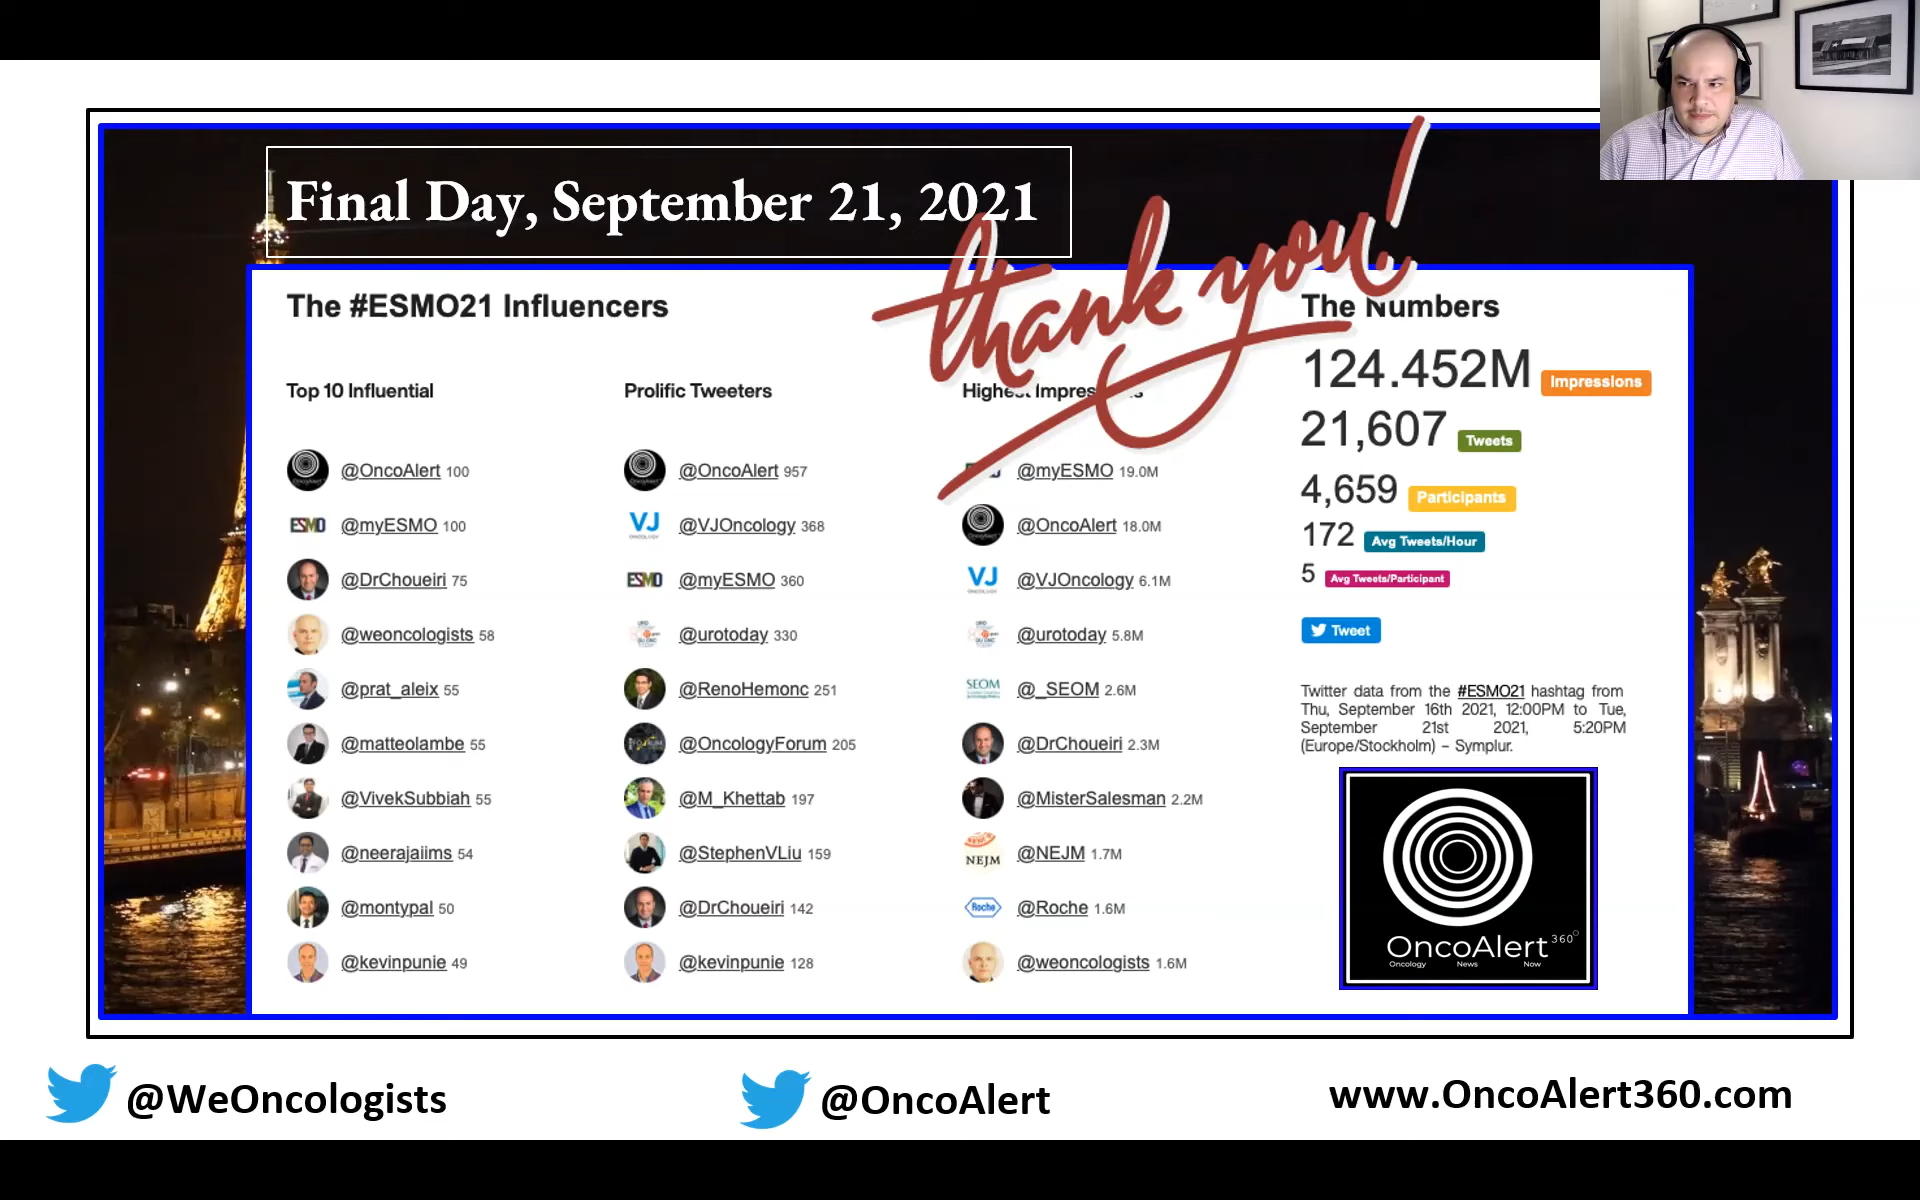 Final Day, September 21, 2021
thank you!
The #ESMO21 Influencers
Top 10 Influential
@OncoAlert 100
@myESMO 100
@DrChoueiri 75
@weoncologists 58
@prat_aleix 55
@matteolambe 55
@VivekSubbiah 55
@neerajaiims 54
@montypal 50
@kevinpunie 49
Prolific Tweeters
@OncoAlert 957
@VJOncology 368
@myESMO 360
@urotoday 330
@RenoHemonc 251
@OncologyForum 205
@M_Khettab 197
@StephenVLiu 159
@DrChoueiri 142
@kevinpunie 128
Highest Impressions
@myESMO 19.0M
@OncoAlert 18.0M
@VJOncology 6.1M
@urotoday 5.8M
@_SEOM 2.6M
@DrChoueiri 2.3M
@MisterSalesman 2.2M
@NEJM 1.7M
@Roche 1.6M
@weoncologists 1.6M
The Numbers
124.452M Impressions
21,607 Tweets
4,659 Participants
172 Avg Tweets/Hour
5 Avg Tweets/Participant
Tweet
Twitter data from the #ESMO21 hashtag from
Thu, September 16th 2021, 12:00PM to Tue,
September 21st 2021, 5:20PM
(Europe/Stockholm) – Symplur.
OncoAlert 360
Oncology News Now
@WeOncologists
@OncoAlert
www.OncoAlert360.com